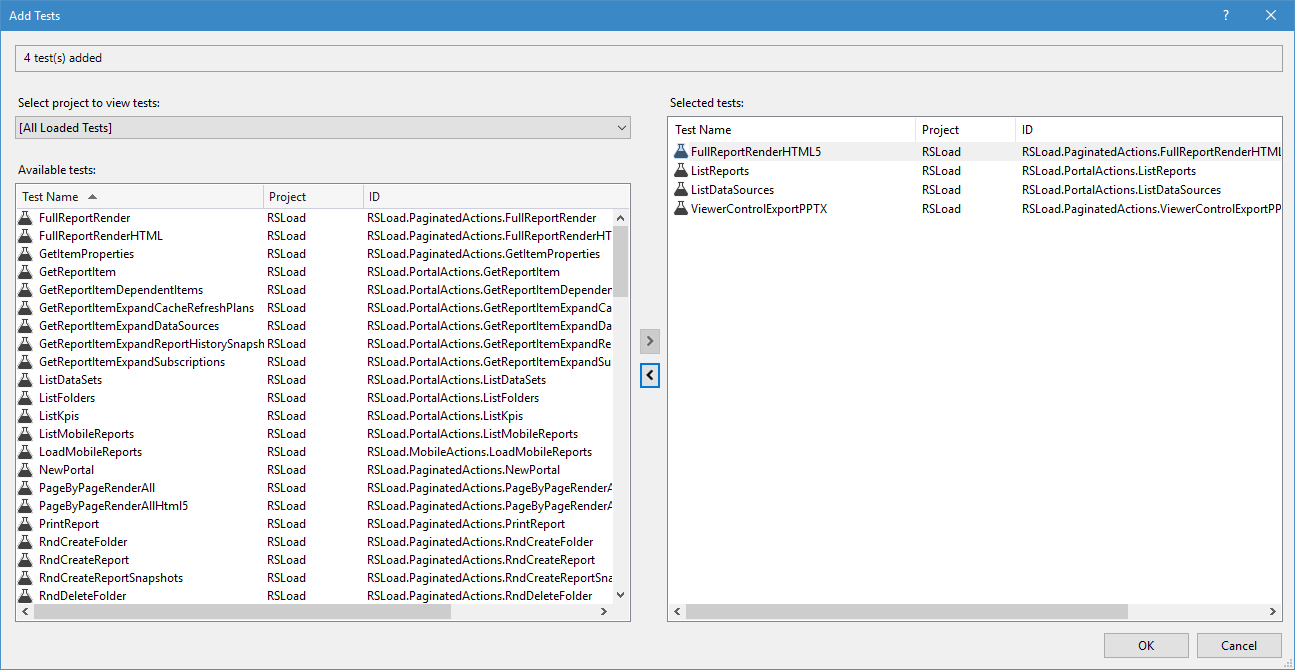 Add Tests
4 test(s) added
Select project to view tests:
[All Loaded Tests]
Available tests:
Test Name Project ID
FullReportRender RSLoad RSLoad.PaginatedActions.FullReportRender
FullReportRenderHTML RSLoad RSLoad.PaginatedActions.FullReportRenderHT
GetItemProperties RSLoad RSLoad.PaginatedActions.GetItemProperties
GetReportItem RSLoad RSLoad.PortalActions.GetReportItem
GetReportItemDependentItems RSLoad RSLoad.PortalActions.GetReportItemDependen
GetReportItemExpandCacheRefreshPlans RSLoad RSLoad.PortalActions.GetReportItemExpandCa
GetReportItemExpandDataSources RSLoad RSLoad.PortalActions.GetReportItemExpandDa
GetReportItemExpandReportHistorySnapsh RSLoad RSLoad.PortalActions.GetReportItemExpandRe
GetReportItemExpandSubscriptions RSLoad RSLoad.PortalActions.GetReportItemExpandSu
ListDataSets RSLoad RSLoad.PortalActions.ListDataSets
ListFolders RSLoad RSLoad.PortalActions.ListFolders
ListKpis RSLoad RSLoad.PortalActions.ListKpis
ListMobileReports RSLoad RSLoad.PortalActions.ListMobileReports
LoadMobileReports RSLoad RSLoad.MobileActions.LoadMobileReports
NewPortal RSLoad RSLoad.PaginatedActions.NewPortal
PageByPageRenderAll RSLoad RSLoad.PaginatedActions.PageByPageRenderA
PageByPageRenderAllHtml5 RSLoad RSLoad.PaginatedActions.PageByPageRenderA
PrintReport RSLoad RSLoad.PaginatedActions.PrintReport
RndCreateFolder RSLoad RSLoad.PaginatedActions.RndCreateFolder
RndCreateReport RSLoad RSLoad.PaginatedActions.RndCreateReport
RndCreateReportSnapshots RSLoad RSLoad.PaginatedActions.RndCreateReportSna
RndDeleteFolder RSLoad RSLoad.PaginatedActions.RndDeleteFolder
Selected tests:
Test Name Project ID
FullReportRenderHTML5 RSLoad RSLoad.PaginatedActions.FullReportRenderHTML
ListReports RSLoad RSLoad.PortalActions.ListReports
ListDataSources RSLoad RSLoad.PortalActions.ListDataSources
ViewerControlExportPPTX RSLoad RSLoad.PaginatedActions.ViewerControlExportPP
OK Cancel